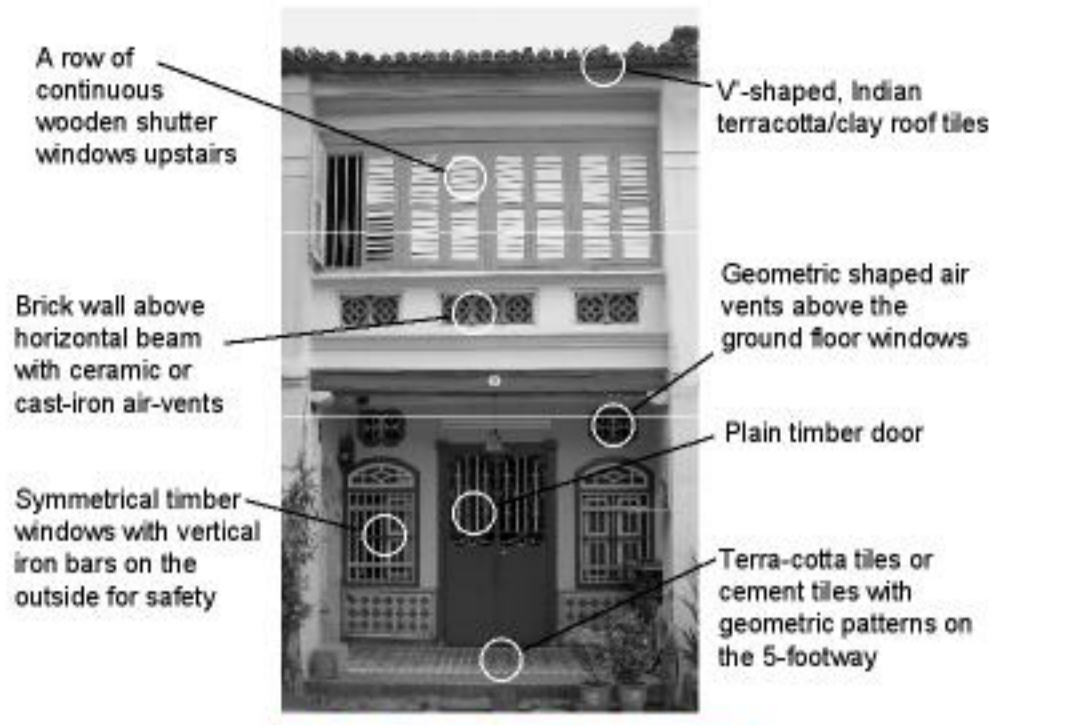 A row of
continuous
wooden shutter
windows upstairs
V'-shaped, Indian
terracotta/clay roof tiles
Brick wall above
horizontal beam
with ceramic or
cast-iron air-vents
Geometric shaped air
vents above the
ground floor windows
Plain timber door
Symmetrical timber
windows with vertical
iron bars on the
outside for safety
Terra-cotta tiles or
cement tiles with
geometric patterns on
the 5-footway